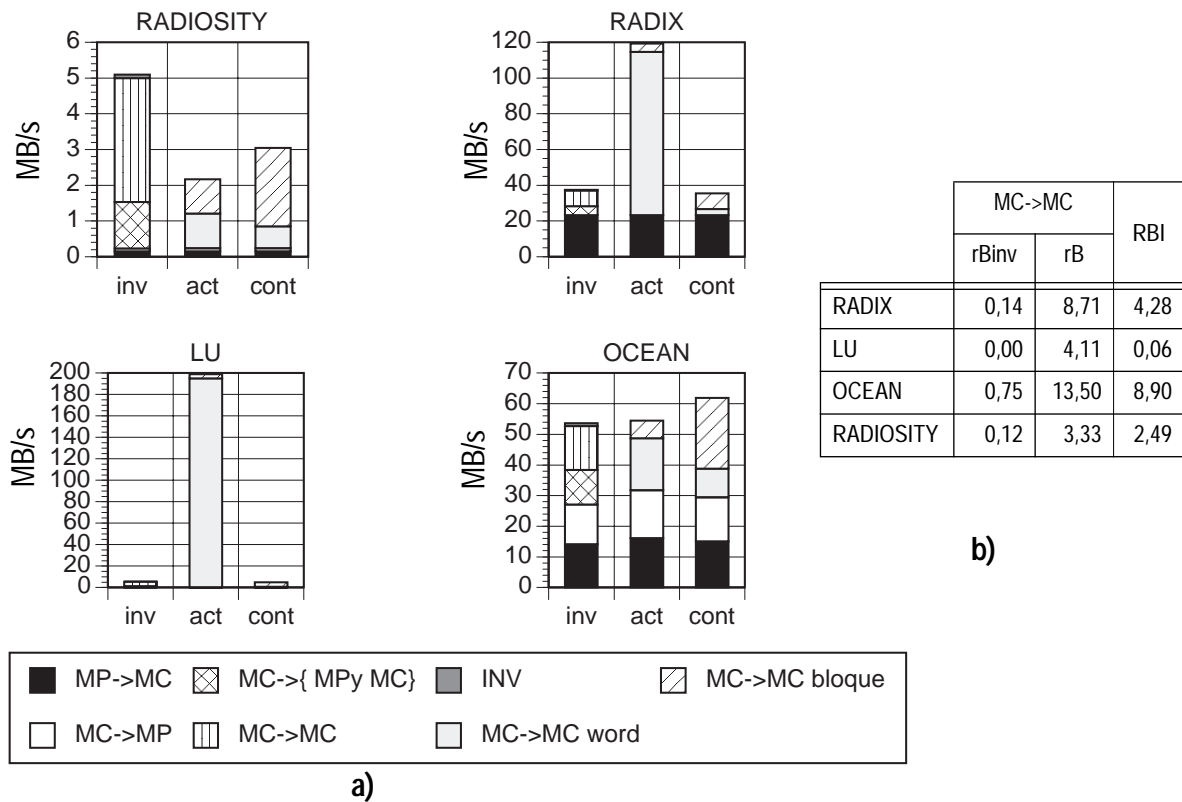 RADIOSITY
MB/s
6
5
4
3
2
1
0
inv act cont
RADIX
MB/s
120
100
80
60
40
20
0
inv act cont
LU
MB/s
200
180
160
140
120
100
80
60
40
20
0
inv act cont
OCEAN
MB/s
70
60
50
40
30
20
10
0
inv act cont
MP->MC MC->{ MPy MC} INV MC->MC bloque
MC->MP MC->MC MC->MC word
a)
MC->MC RBI
rBinv rB
RADIX 0,14 8,71 4,28
LU 0,00 4,11 0,06
OCEAN 0,75 13,50 8,90
RADIOSITY 0,12 3,33 2,49
b)